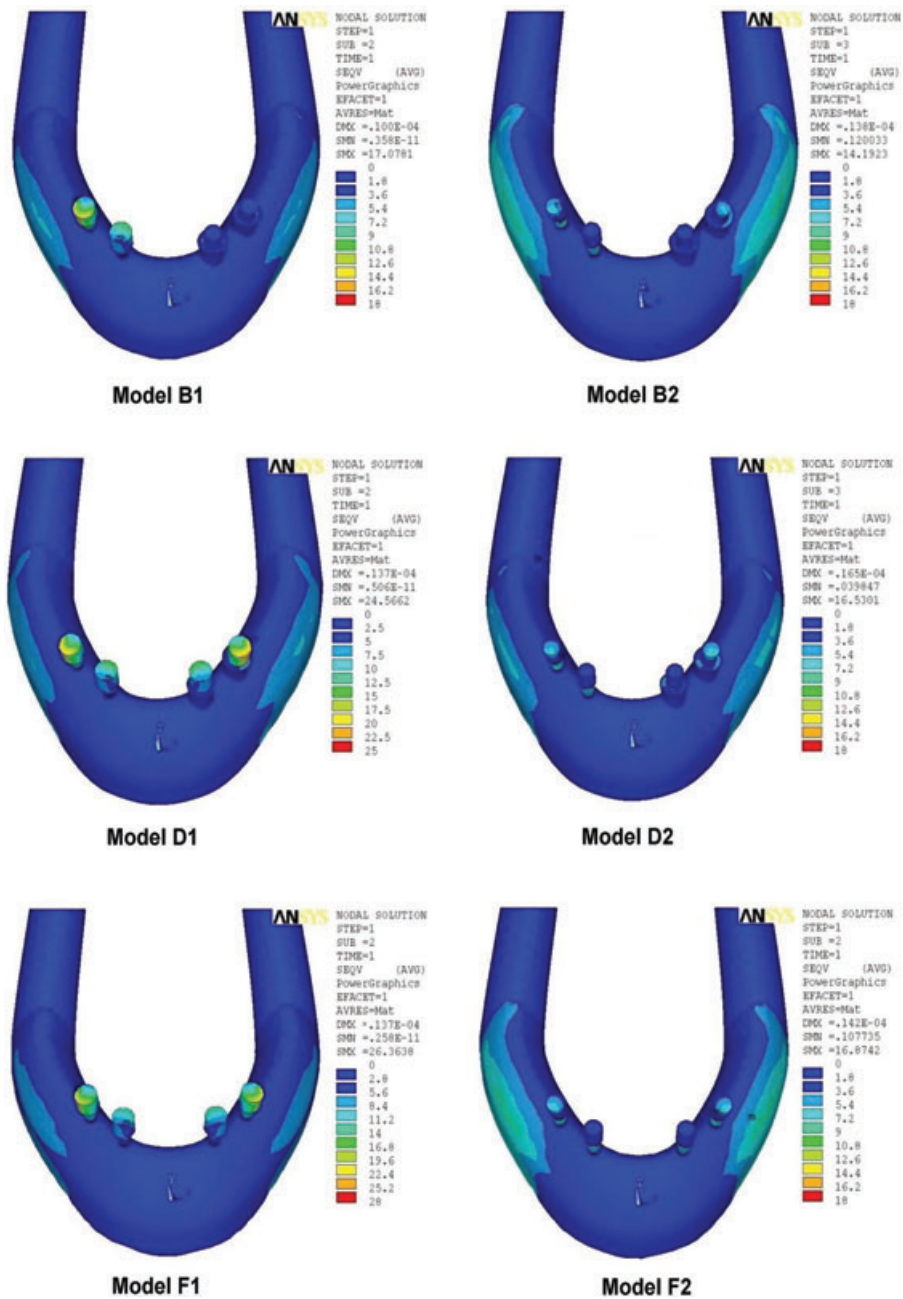 ANSYS
NODAL SOLUTION
STEP=1
SUB =2
TIME=1
SEQV (AVG)
PowerGraphics
EFACET=1
AVRES=Mat
DMX =.100E-04
SMN =.358E-11
SMX =17.0781
0
1.8
3.6
5.4
7.2
9
10.8
12.6
14.4
16.2
18
Model B1
ANSYS
NODAL SOLUTION
STEP=1
SUB =3
TIME=1
SEQV (AVG)
PowerGraphics
EFACET=1
AVRES=Mat
DMX =.138E-04
SMN =.120033
SMX =14.1923
0
1.8
3.6
5.4
7.2
9
10.8
12.6
14.4
16.2
18
Model B2
ANSYS
NODAL SOLUTION
STEP=1
SUB =2
TIME=1
SEQV (AVG)
PowerGraphics
EFACET=1
AVRES=Mat
DMX =.137E-04
SMN =.506E-11
SMX =24.5662
0
2.5
5
7.5
10
12.5
15
17.5
20
22.5
25
Model D1
ANSYS
NODAL SOLUTION
STEP=1
SUB =3
TIME=1
SEQV (AVG)
PowerGraphics
EFACET=1
AVRES=Mat
DMX =.165E-04
SMN =.039847
SMX =16.5301
0
1.8
3.6
5.4
7.2
9
10.8
12.6
14.4
16.2
18
Model D2
ANSYS
NODAL SOLUTION
STEP=1
SUB =2
TIME=1
SEQV (AVG)
PowerGraphics
EFACET=1
AVRES=Mat
DMX =.137E-04
SMN =.258E-11
SMX =26.3638
0
2.8
5.6
8.4
11.2
14
16.8
19.6
22.4
25.2
28
Model F1
ANSYS
NODAL SOLUTION
STEP=1
SUB =2
TIME=1
SEQV (AVG)
PowerGraphics
EFACET=1
AVRES=Mat
DMX =.142E-04
SMN =.107735
SMX =16.8742
0
1.8
3.6
5.4
7.2
9
10.8
12.6
14.4
16.2
18
Model F2